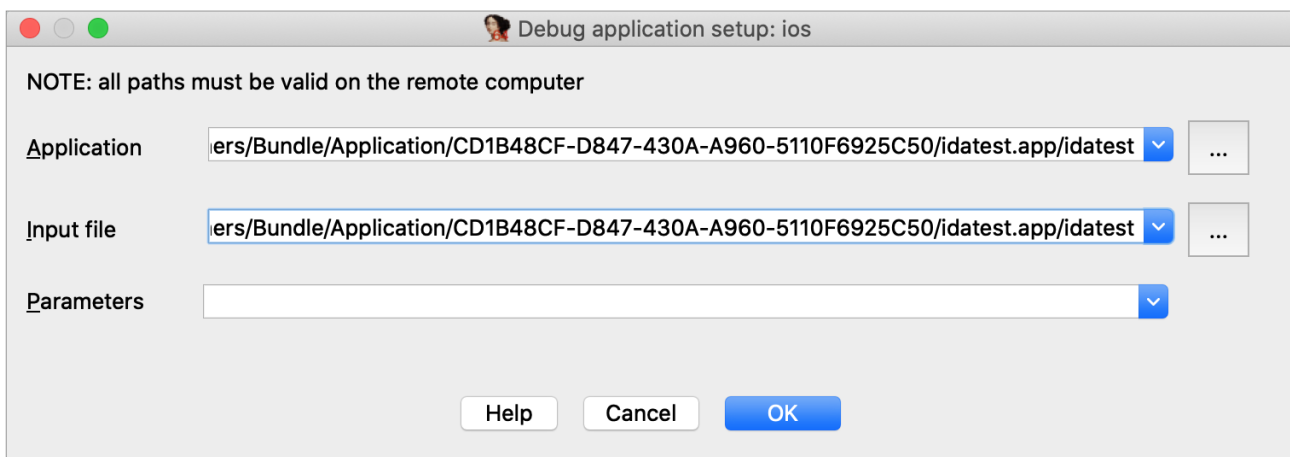 Debug application setup: ios
NOTE: all paths must be valid on the remote computer
Application ers/Bundle/Application/CD1B48CF-D847-430A-A960-5110F6925C50/idatest.app/idatest ...
Input file ers/Bundle/Application/CD1B48CF-D847-430A-A960-5110F6925C50/idatest.app/idatest ...
Parameters
Help Cancel OK